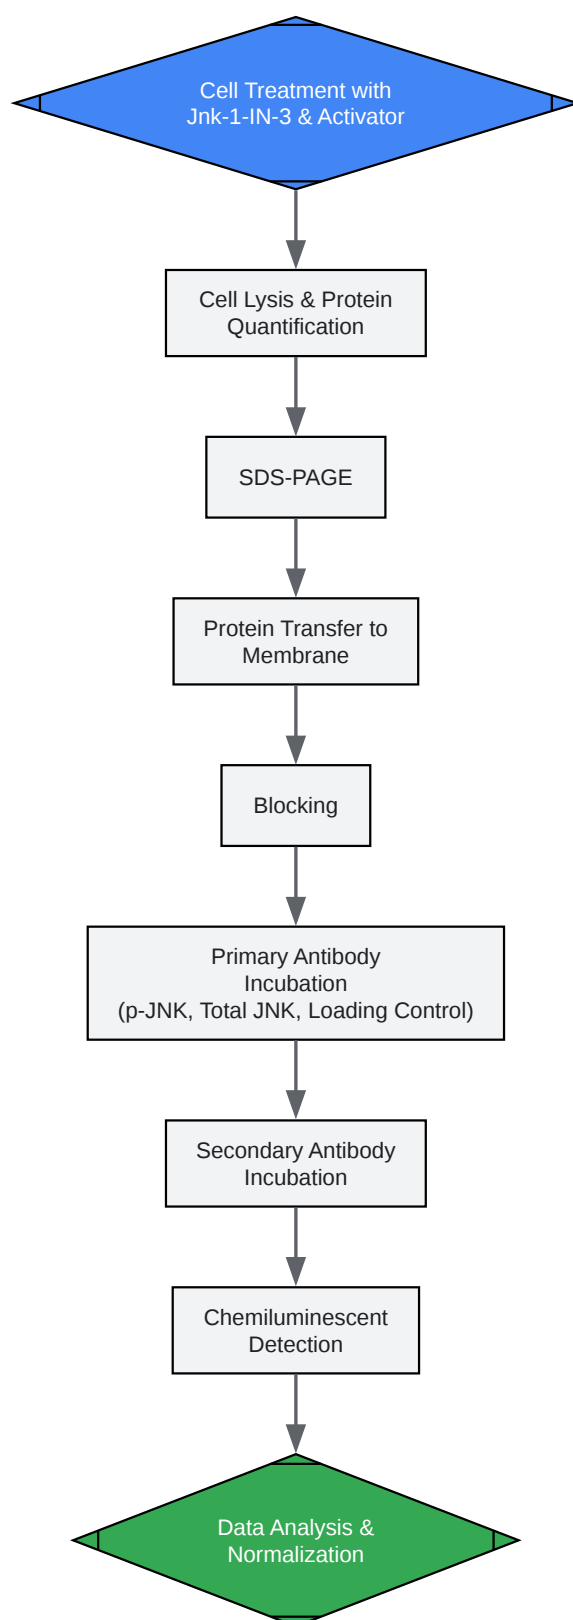 Cell Treatment with
Jnk-1-IN-3 & Activator
Cell Lysis & Protein
Quantification
SDS-PAGE
Protein Transfer to
Membrane
Blocking
Primary Antibody
Incubation
(p-JNK, Total JNK, Loading Control)
Secondary Antibody
Incubation
Chemiluminescent
Detection
Data Analysis &
Normalization